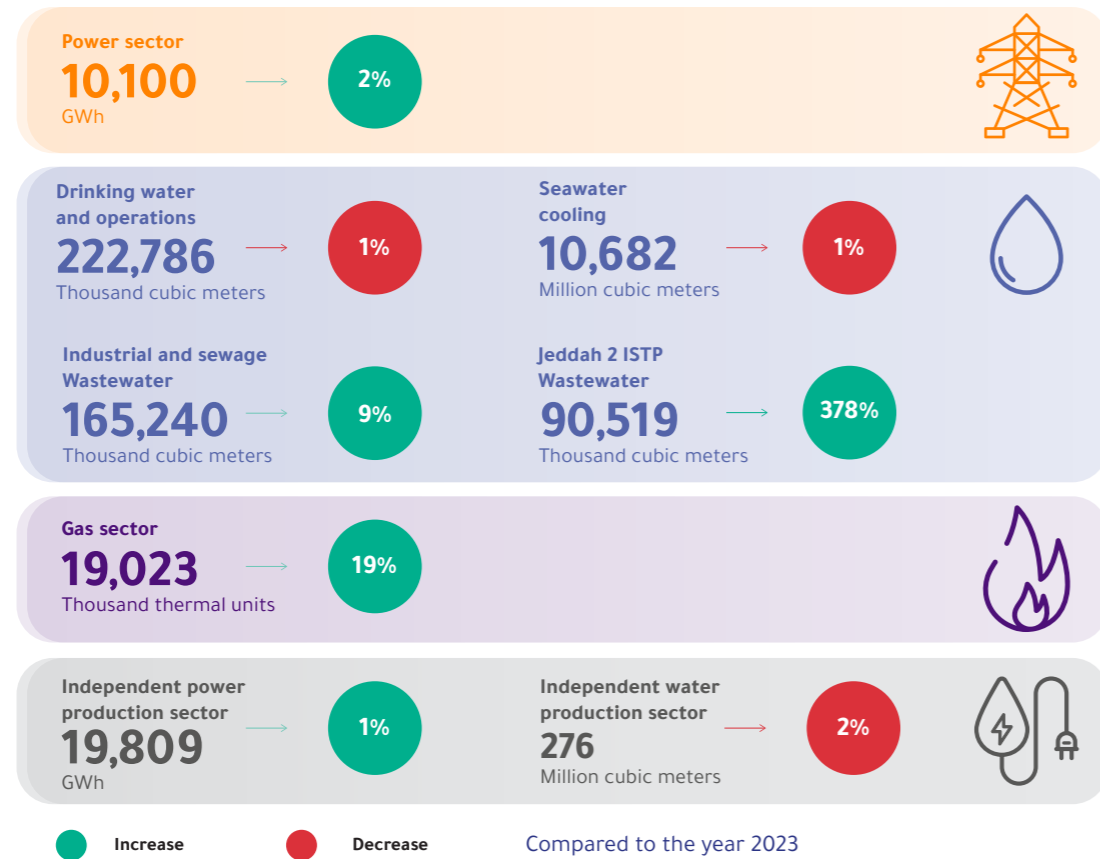 Power sector
10,100
GWh
2%
Drinking water
and operations
222,786
Thousand cubic meters
1%
Seawater
cooling
10,682
Million cubic meters
1%
Industrial and sewage
Wastewater
165,240
Thousand cubic meters
9%
Jeddah 2 ISTP
Wastewater
90,519
Thousand cubic meters
378%
Gas sector
19,023
Thousand thermal units
19%
Independent power
production sector
19,809
GWh
1%
Independent water
production sector
276
Million cubic meters
2%
Increase
Decrease
Compared to the year 2023